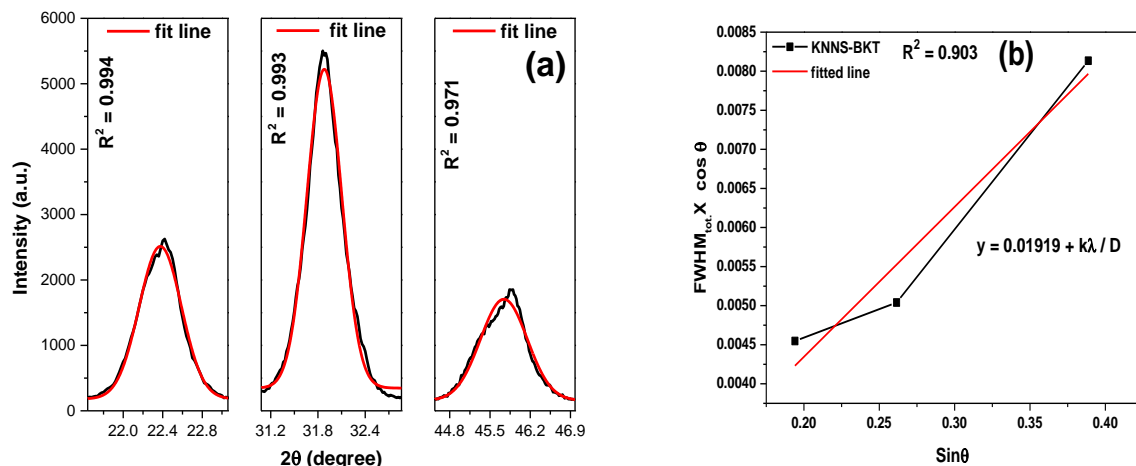 fit line
fit line
fit line
(a)
R² = 0.994
R² = 0.993
R² = 0.971
Intensity (a.u.)
6000
5000
4000
3000
2000
1000
0
22.0 22.4 22.8
31.2 31.8 32.4
44.8 45.5 46.2 46.9
2θ (degree)
KNNS-BKT
fitted line
R² = 0.903
(b)
FWHM tot. X cos θ
0.0085
0.0080
0.0075
0.0070
0.0065
0.0060
0.0055
0.0050
0.0045
0.0040
y = 0.01919 + kλ / D
0.20 0.25 0.30 0.35 0.40
Sinθ